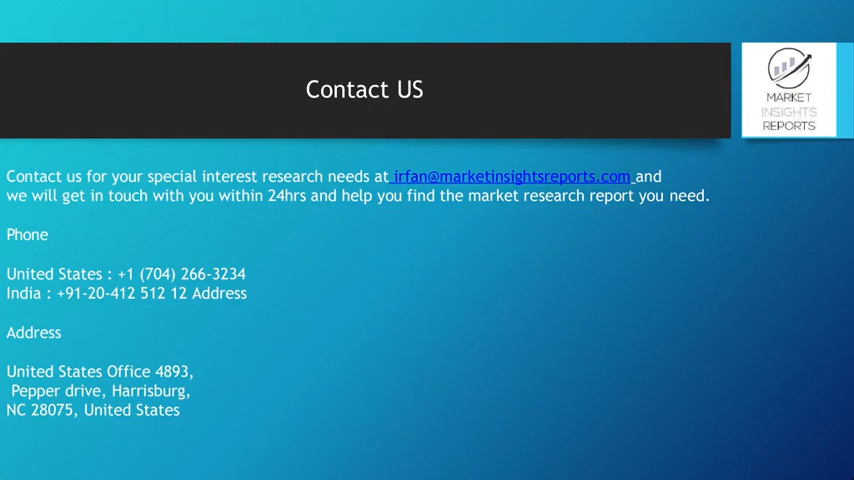 Contact US
MARKET
INSIGHTS
REPORTS
Contact us for your special interest research needs at irfan@marketinsightsreports.com and
we will get in touch with you within 24hrs and help you find the market research report you need.
Phone
United States : +1 (704) 266-3234
India : +91-20-412 512 12 Address
Address
United States Office 4893,
Pepper drive, Harrisburg,
NC 28075, United States